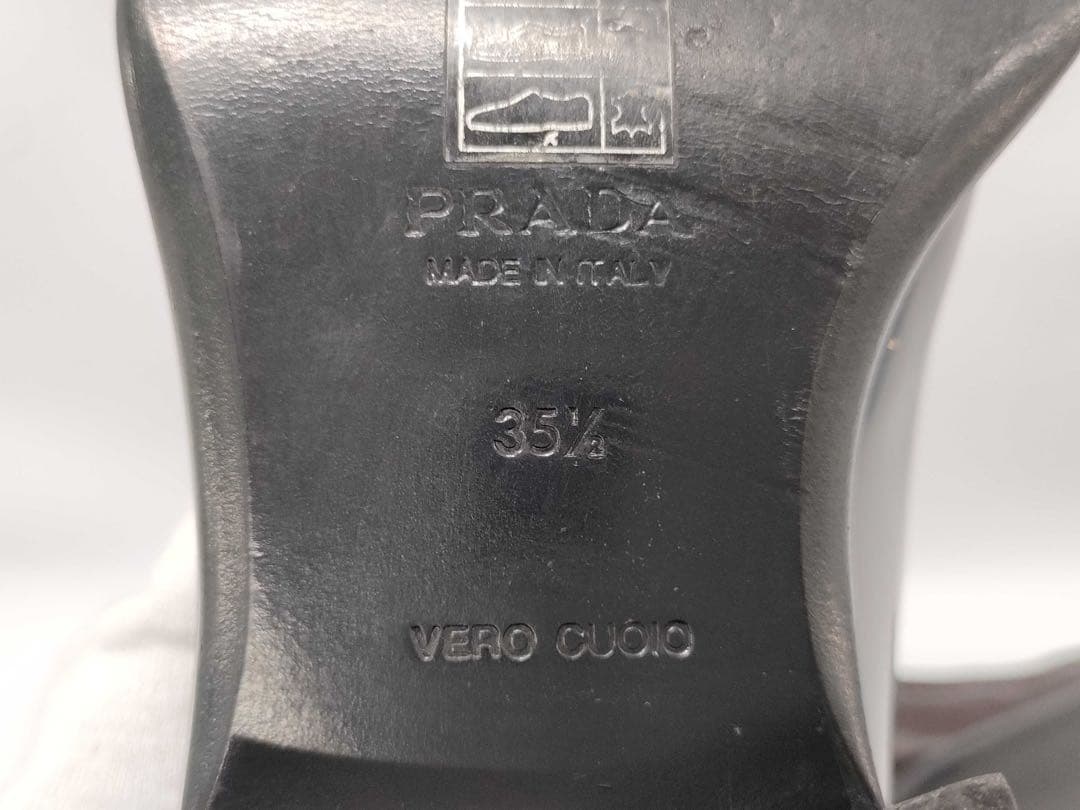 PRADA
MADE IN ITALY
35½
VERO CUOIO